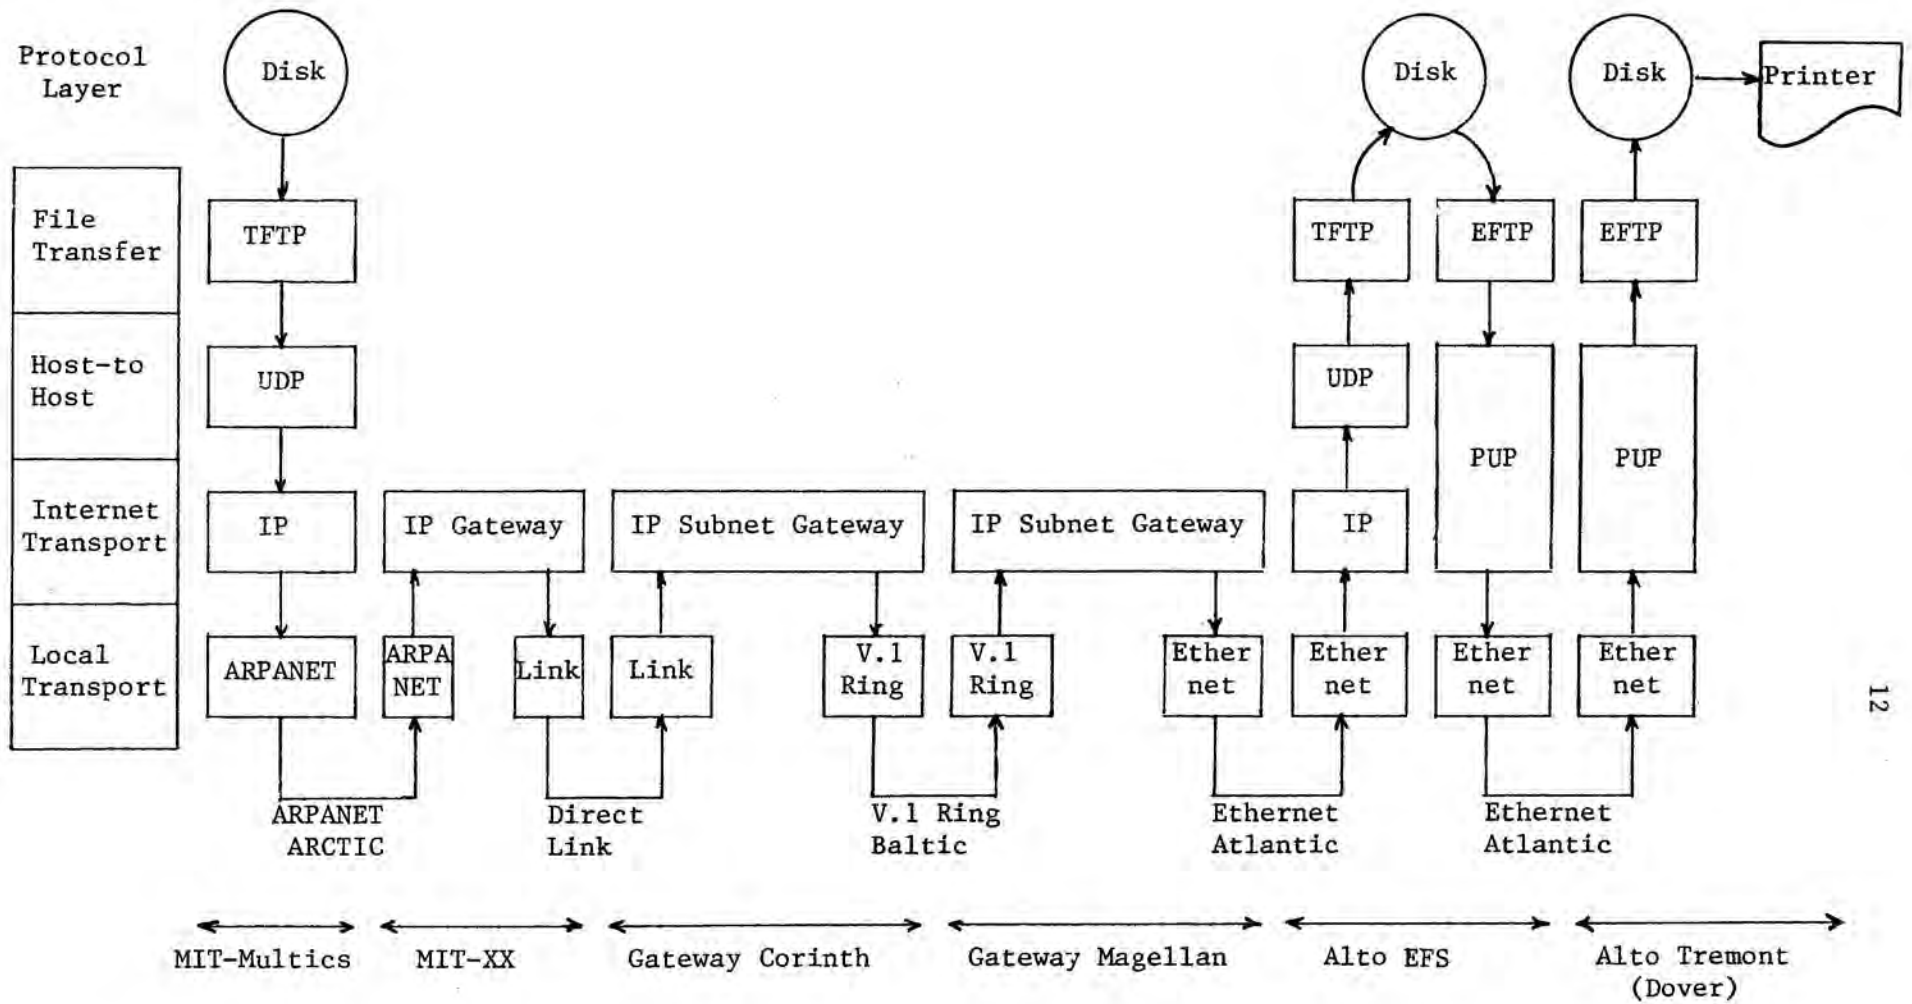 Protocol
Layer
Disk
Disk
Disk
Printer
File
Transfer
TFTP
TFTP
EFTP
EFTP
Host-to
Host
UDP
UDP
PUP
PUP
Internet
Transport
IP
IP Gateway
IP Subnet Gateway
IP Subnet Gateway
IP
Local
Transport
ARPANET
ARPA
NET
Link
Link
V.1
Ring
V.1
Ring
Ether
net
Ether
net
Ether
net
Ether
net
12
ARPANET
ARCTIC
Direct
Link
V.1 Ring
Baltic
Ethernet
Atlantic
Ethernet
Atlantic
MIT-Multics
MIT-XX
Gateway Corinth
Gateway Magellan
Alto EFS
Alto Tremont
(Dover)